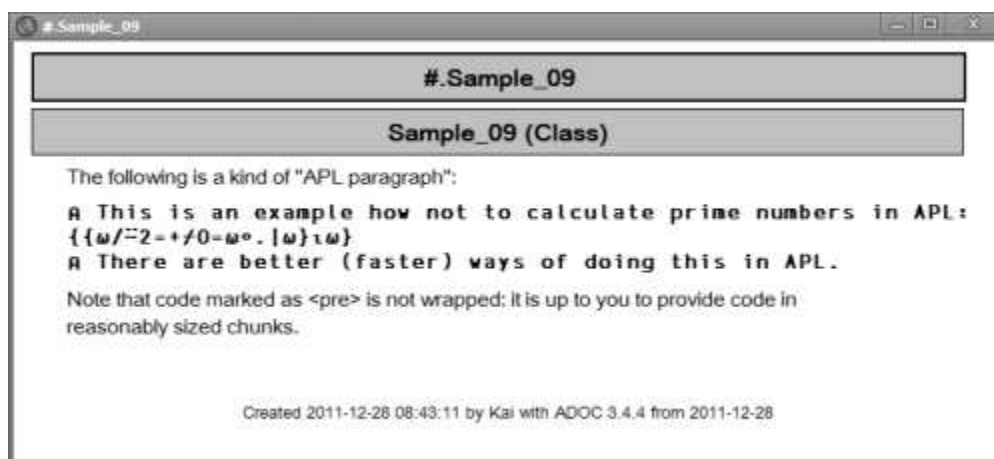 #.Sample_09
#.Sample_09
Sample_09 (Class)
The following is a kind of "APL paragraph":
⍝ This is an example how not to calculate prime numbers in APL:
{{⍵/⍨2=+⌿0=⍵∘.|⍵}⍳⍵}
⍝ There are better (faster) ways of doing this in APL.
Note that code marked as <pre> is not wrapped: it is up to you to provide code in
reasonably sized chunks.
Created 2011-12-28 08:43:11 by Kai with ADOC 3.4.4 from 2011-12-28